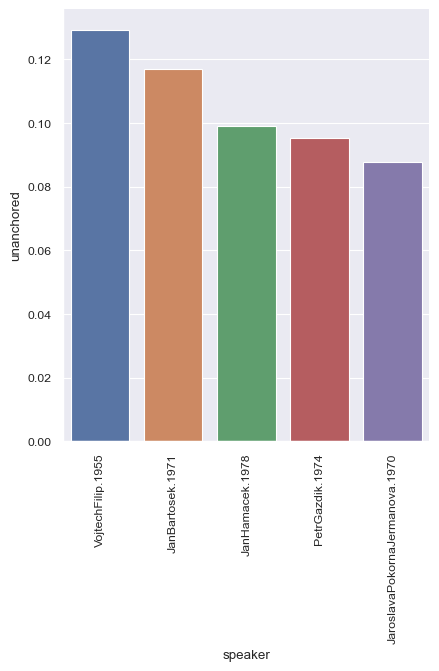 0.12
0.10
0.08
0.06
0.04
0.02
0.00
unanchored
VojtechFilip.1955
JanBartosek.1971
JanHamacek.1978
PetrGazdik.1974
JaroslavaPokornaJermanova.1970
speaker